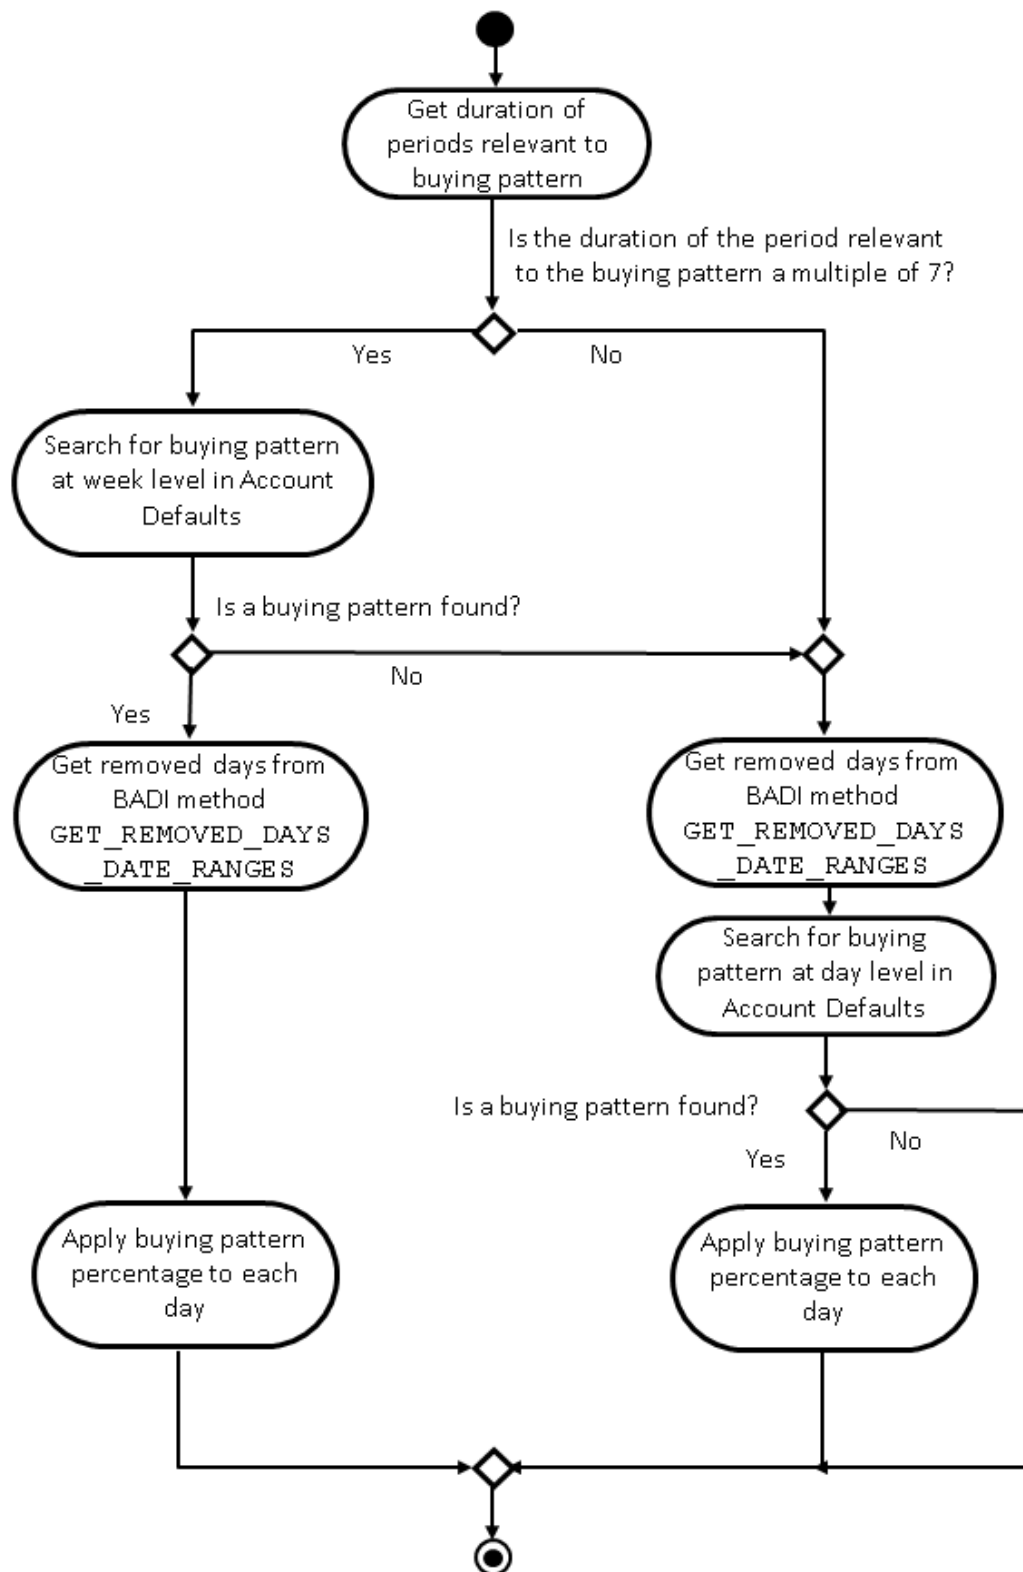 Get duration of
periods relevant to
buying pattern
Is the duration of the period relevant
to the buying pattern a multiple of 7?
Yes
No
Search for buying pattern
at week level in Account
Defaults
Is a buying pattern found?
No
Yes
Get removed days from
BADI method
GET_REMOVED_DAYS
_DATE_RANGES
Get removed days from
BADI method
GET_REMOVED_DAYS
_DATE_RANGES
Search for buying
pattern at day level in
Account Defaults
Is a buying pattern found?
No
Yes
Apply buying pattern
percentage to each
day
Apply buying pattern
percentage to each
day